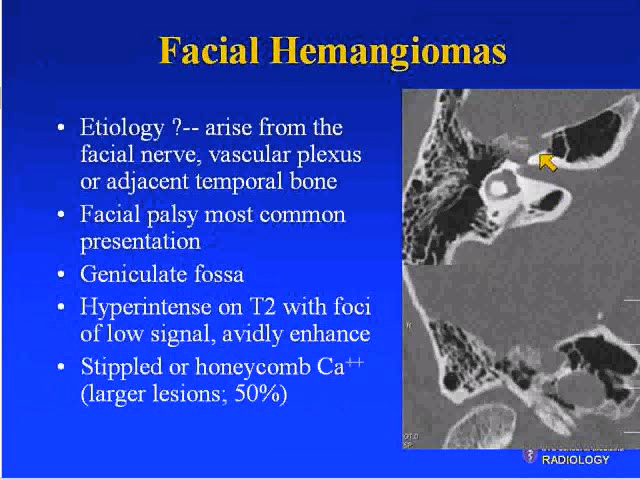 Facial Hemangiomas
• Etiology ?-- arise from the
facial nerve, vascular plexus
or adjacent temporal bone
• Facial palsy most common
presentation
• Geniculate fossa
• Hyperintense on T2 with foci
of low signal, avidly enhance
• Stippled or honeycomb Ca++
(larger lesions; 50%)
RADIOLOGY